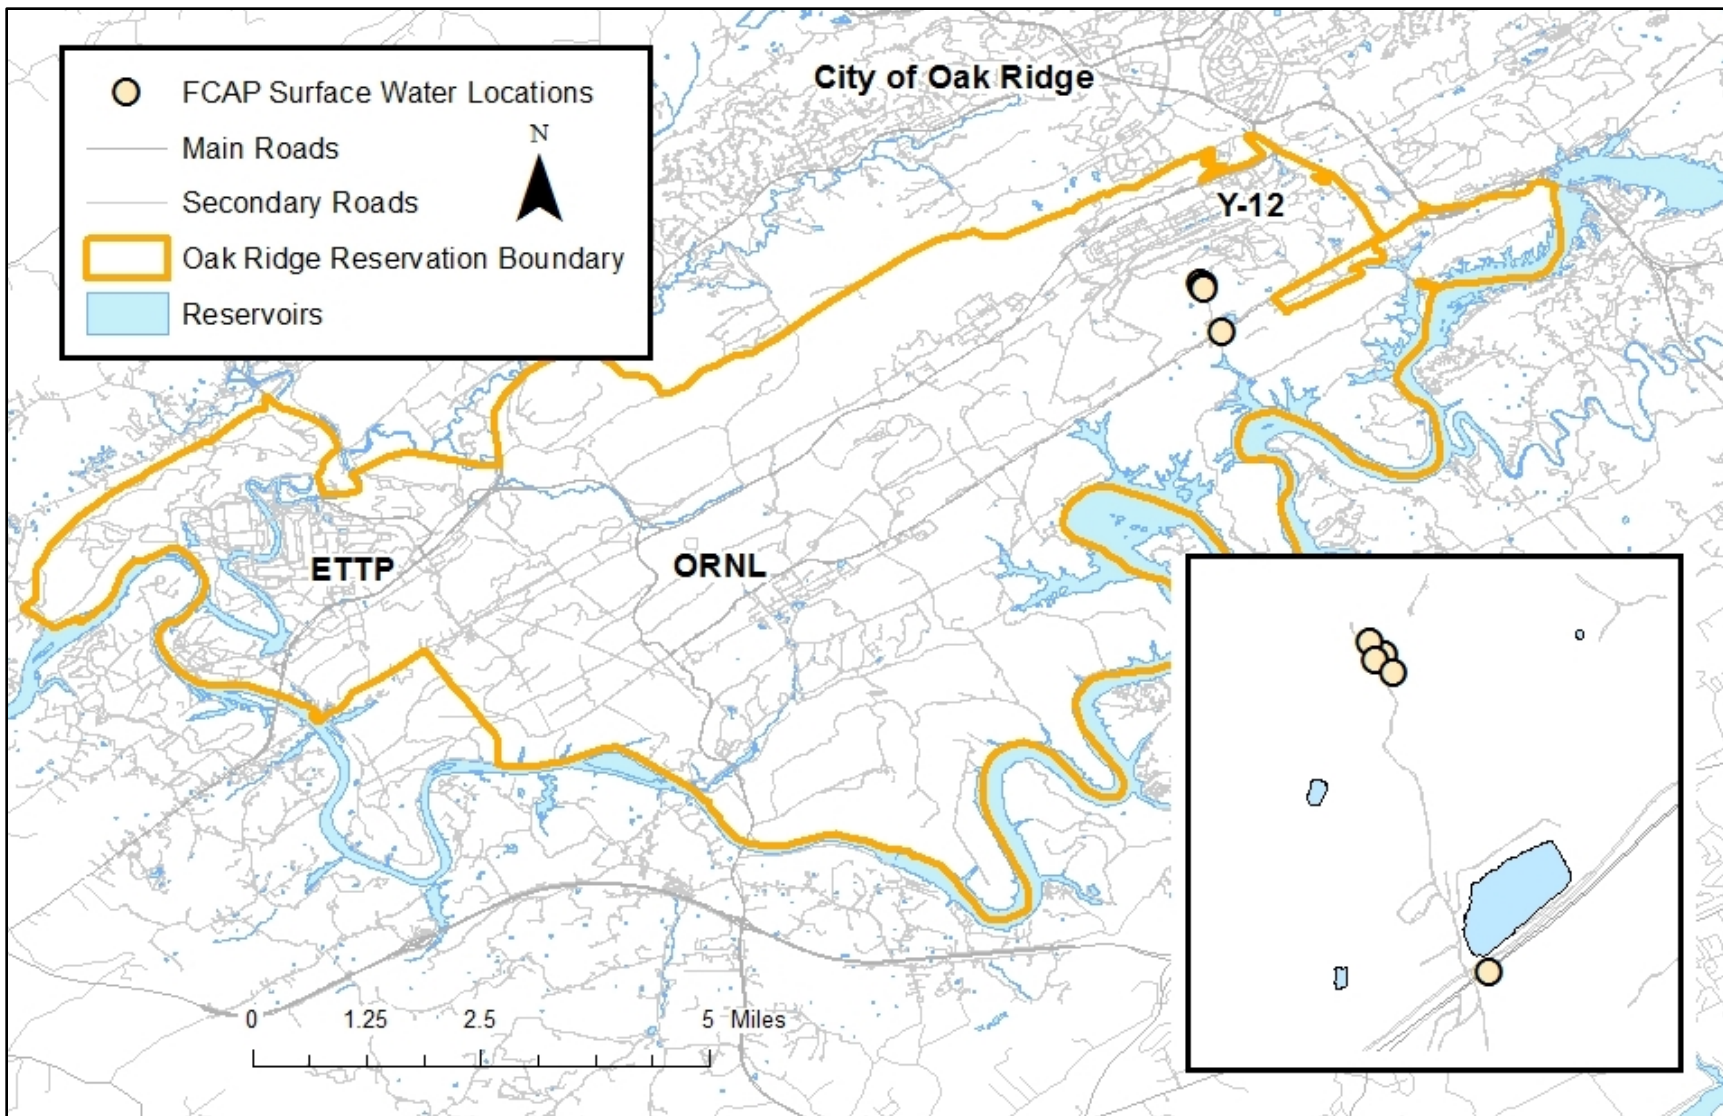 City of Oak Ridge
FCAP Surface Water Locations
Main Roads
N
Secondary Roads
Oak Ridge Reservation Boundary
Reservoirs
Y-12
ETTP
ORNL
0 1.25 2.5 5 Miles